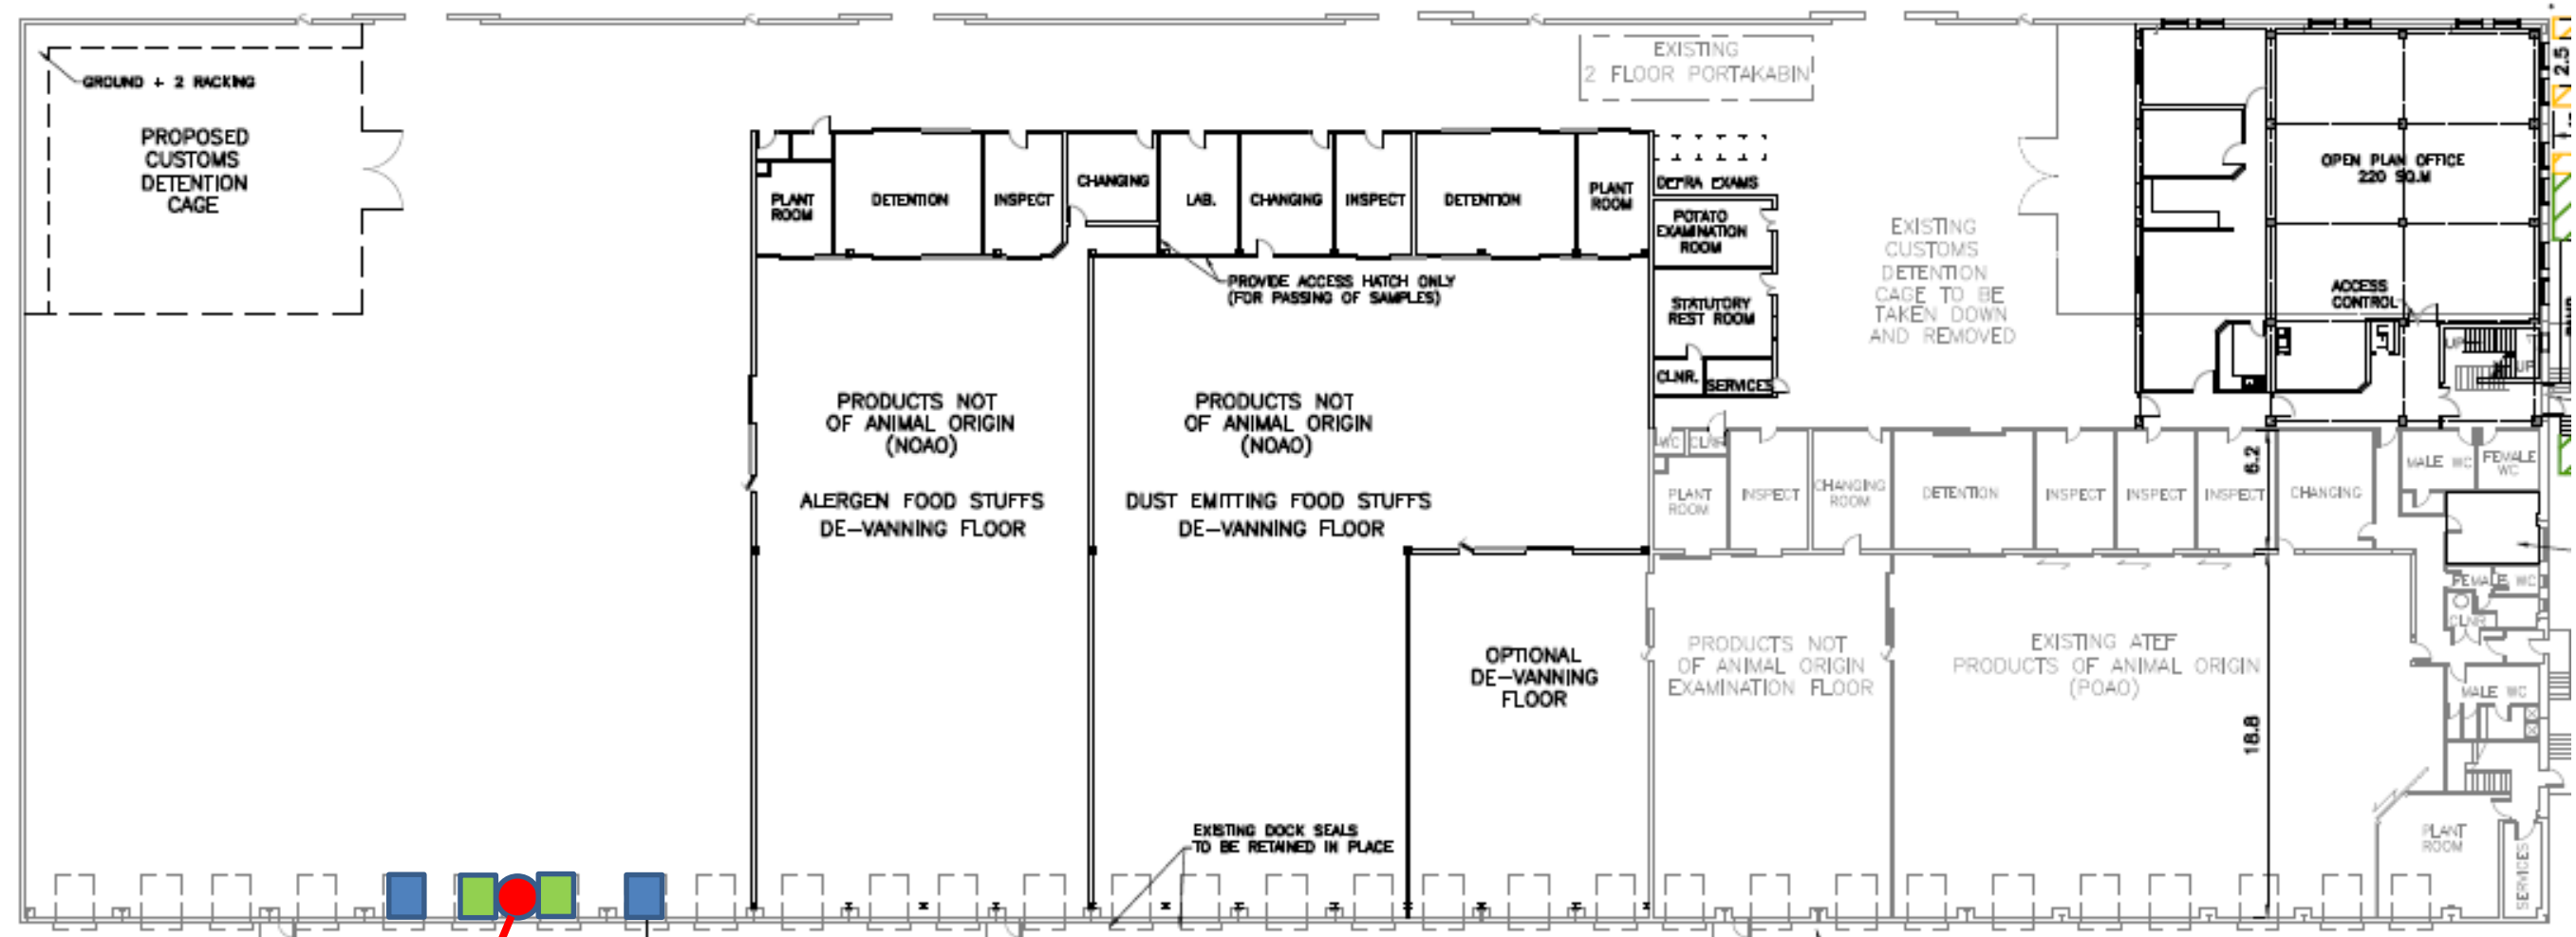 GROUND + 2 RACKING
PROPOSED
CUSTOMS
DETENTION
CAGE
EXISTING
2 FLOOR PORTAKABIN
PLANT
ROOM
DETENTION
INSPECT
CHANGING
LAB.
CHANGING
INSPECT
DETENTION
PLANT
ROOM
DEFRA EXAMS
POTATO
EXAMINATION
ROOM
STATUTORY
REST ROOM
CLNR.
SERVICES
PROVIDE ACCESS HATCH ONLY
(FOR PASSING OF SAMPLES)
EXISTING
CUSTOMS
DETENTION
CAGE TO BE
TAKEN DOWN
AND REMOVED
OPEN PLAN OFFICE
220 SQ.M
ACCESS
CONTROL
UP
UP
2.5
PRODUCTS NOT
OF ANIMAL ORIGIN
(NOAO)
ALERGEN FOOD STUFFS
DE-VANNING FLOOR
PRODUCTS NOT
OF ANIMAL ORIGIN
(NOAO)
DUST EMITTING FOOD STUFFS
DE-VANNING FLOOR
OPTIONAL
DE-VANNING
FLOOR
WC
CLNR
PLANT
ROOM
INSPECT
CHANGING
ROOM
DETENTION
INSPECT
INSPECT
INSPECT
6.2
CHANGING
MALE WC
FEMALE
WC
FEMALE WC
CLNR
MALE WC
PRODUCTS NOT
OF ANIMAL ORIGIN
EXAMINATION FLOOR
EXISTING ATEF
PRODUCTS OF ANIMAL ORIGIN
(POAO)
18.8
PLANT
ROOM
SERVICES
EXISTING DOCK SEALS
TO BE RETAINED IN PLACE